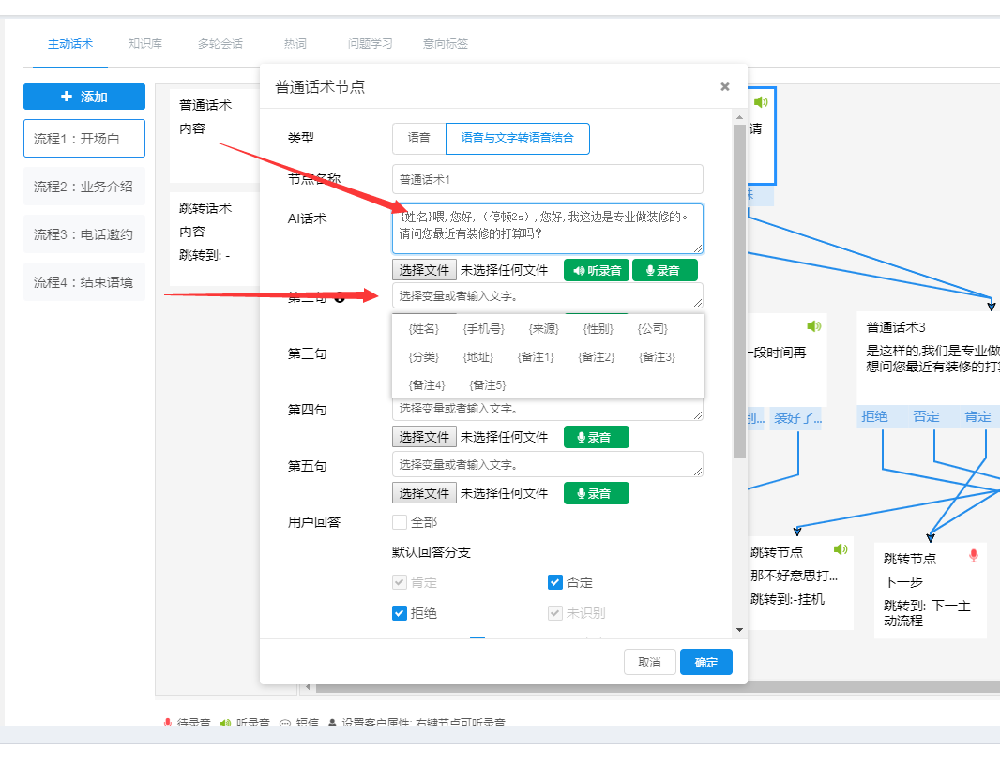 主动话术 知识库 多轮会话 热词 问题学习 意向标签
添加
流程1：开场白
流程2：业务介绍
流程3：电话邀约
流程4：结束语境
普通话术
内容
跳转话术
内容
跳转到: -
普通话术节点
类型 语音 语音与文字转语音结合
节点名称 普通话术1
AI话术 {姓名}喂,您好,（停顿2s）,您好,我这边是专业做装修的。
请问您最近有装修的打算吗?
选择文件 未选择任何文件 听录音 录音
第二句 选择变量或者输入文字。
{姓名} {手机号} {来源} {性别} {公司}
{分类} {地址} {备注1} {备注2} {备注3}
{备注4} {备注5}
第三句
第四句 选择变量或者输入文字。
选择文件 未选择任何文件 录音
第五句 选择变量或者输入文字。
选择文件 未选择任何文件 录音
用户回答 全部
默认回答分支
肯定 否定
拒绝 未识别
取消 确定
请
一段时间再
别... 装好了...
普通话术3
是这样的,我们是专业做
想问您最近有装修的打
拒绝 否定 肯定
跳转节点
那不好意思打...
跳转到:-挂机
跳转节点
下一步
跳转到:-下一主
动流程
待录音 听录音 短信 设置客户属性; 右键节点可听录音